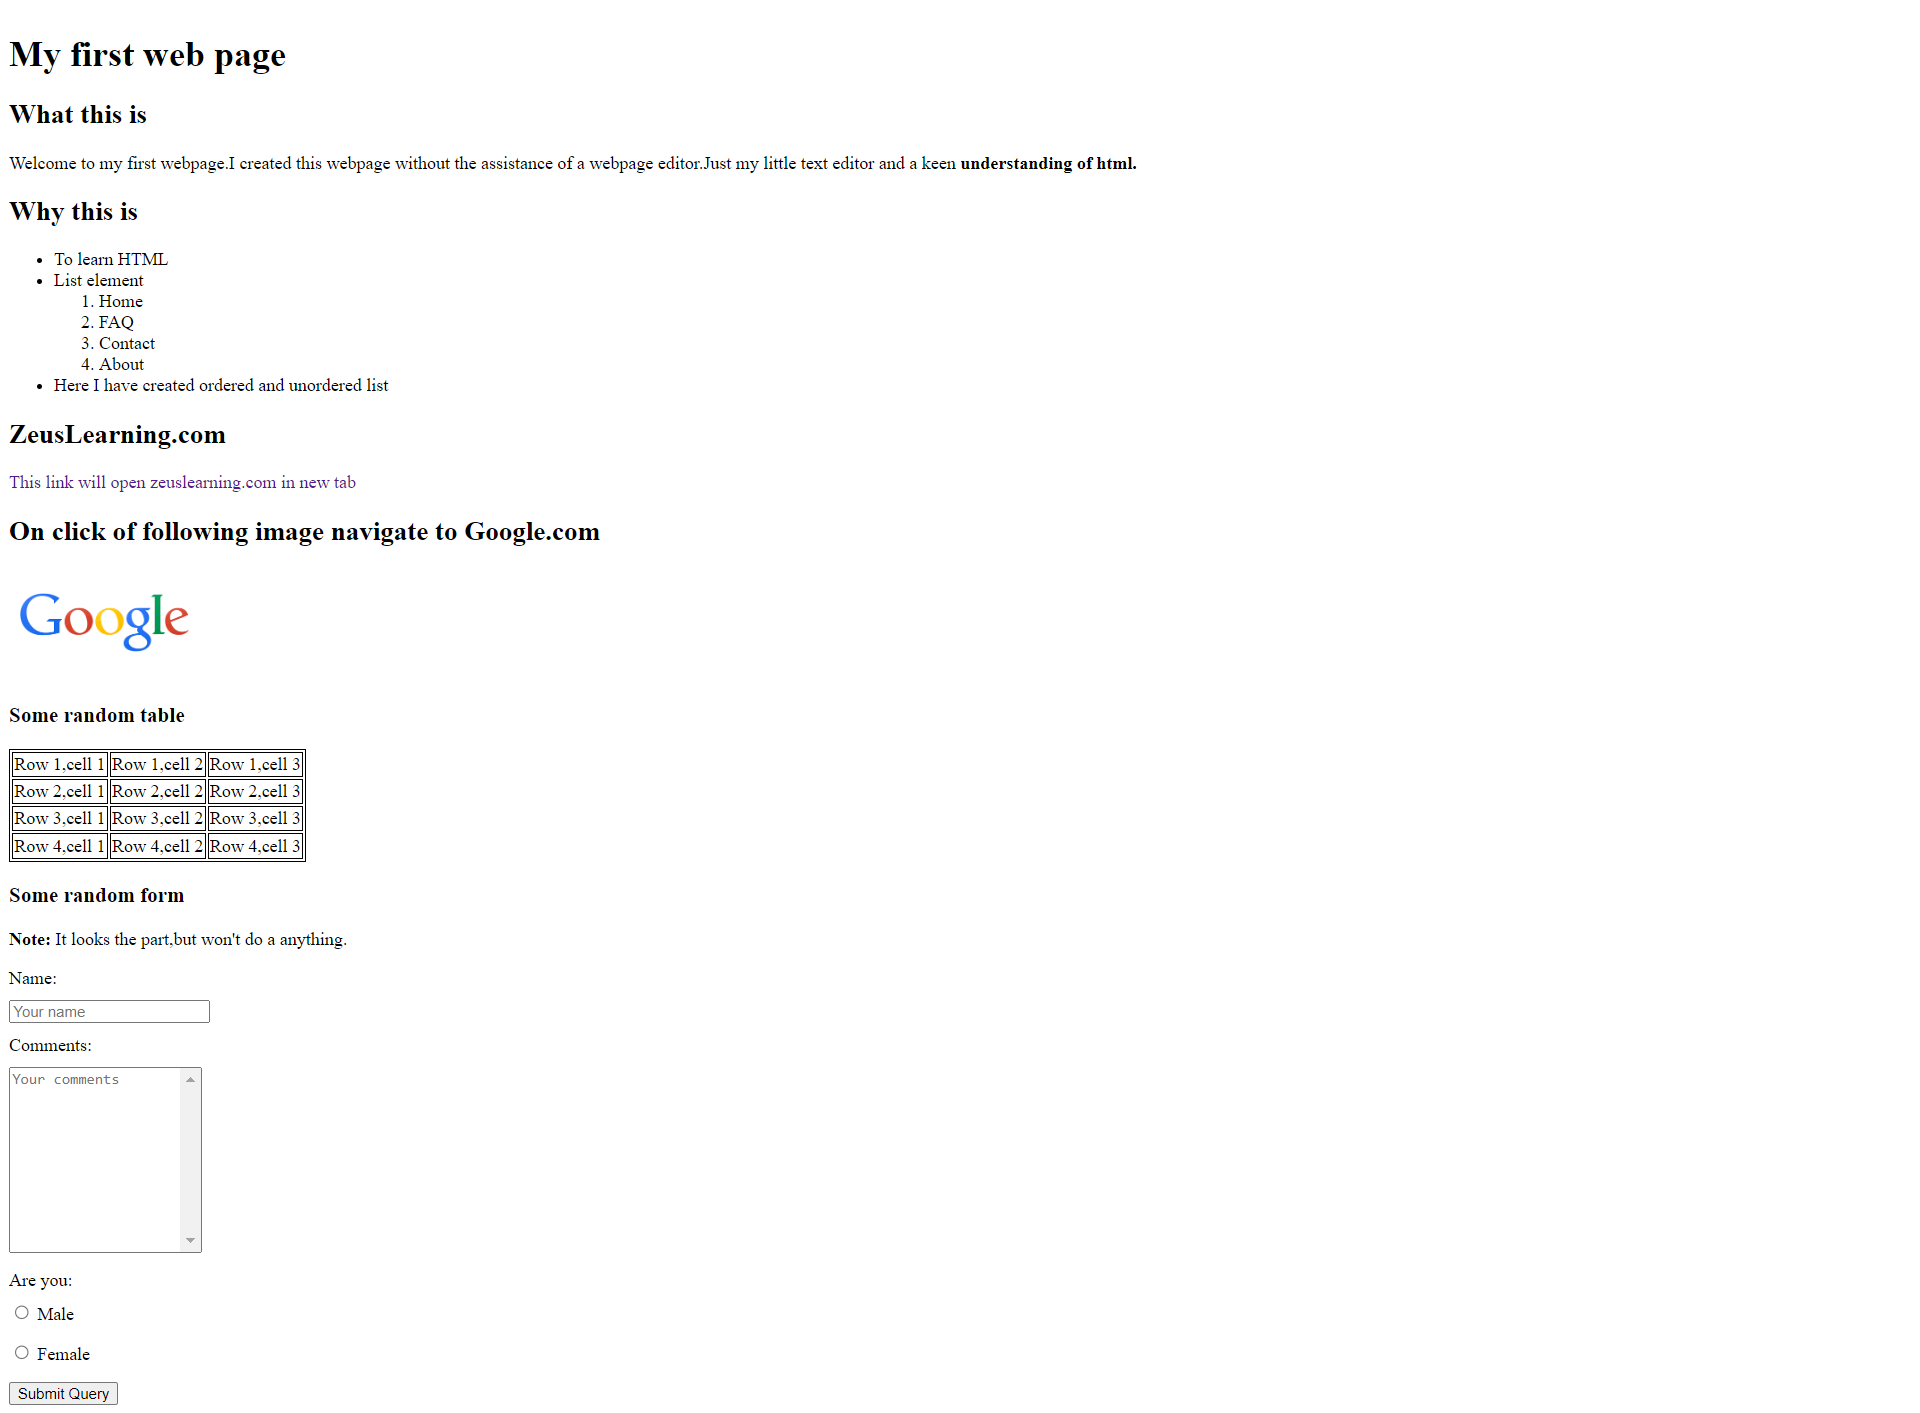 My first web page
What this is
Welcome to my first webpage.I created this webpage without the assistance of a webpage editor.Just my little text editor and a keen understanding of html.
Why this is
• To learn HTML
• List element
1. Home
2. FAQ
3. Contact
4. About
• Here I have created ordered and unordered list
ZeusLearning.com
This link will open zeuslearning.com in new tab
On click of following image navigate to Google.com
Google
Some random table
Row 1,cell 1 Row 1,cell 2 Row 1,cell 3
Row 2,cell 1 Row 2,cell 2 Row 2,cell 3
Row 3,cell 1 Row 3,cell 2 Row 3,cell 3
Row 4,cell 1 Row 4,cell 2 Row 4,cell 3
Some random form
Note: It looks the part,but won't do a anything.
Name:
Your name
Comments:
Your comments
Are you:
Male
Female
Submit Query